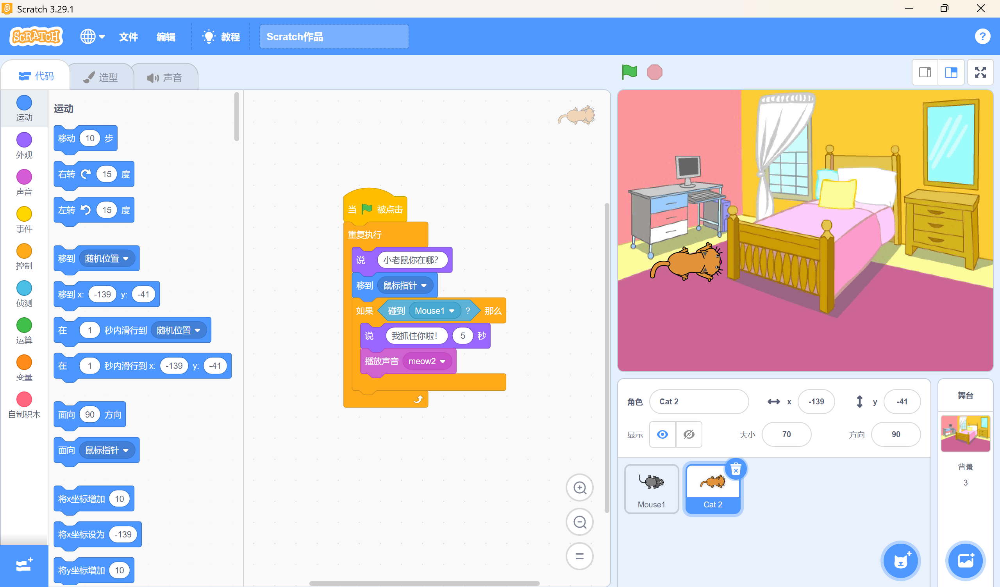 Scratch 3.29.1
SCRATCH
文件
编辑
教程
Scratch作品
?
代码
造型
声音
运动
外观
声音
事件
控制
侦测
运算
变量
自制积木
运动
移动 10 步
右转 15 度
左转 15 度
移到 随机位置
移到 x: -139 y: -41
在 1 秒内滑行到 随机位置
在 1 秒内滑行到 x: -139 y: -41
面向 90 方向
面向 鼠标指针
将x坐标增加 10
将x坐标设为 -139
将y坐标增加 10
当 被点击
重复执行
说 小老鼠你在哪？
移到 鼠标指针
如果 碰到 Mouse1 ? 那么
说 我抓住你啦！ 5 秒
播放声音 meow2
角色 Cat 2 x -139 y -41
显示 大小 70 方向 90
Mouse1
Cat 2
舞台
背景
3